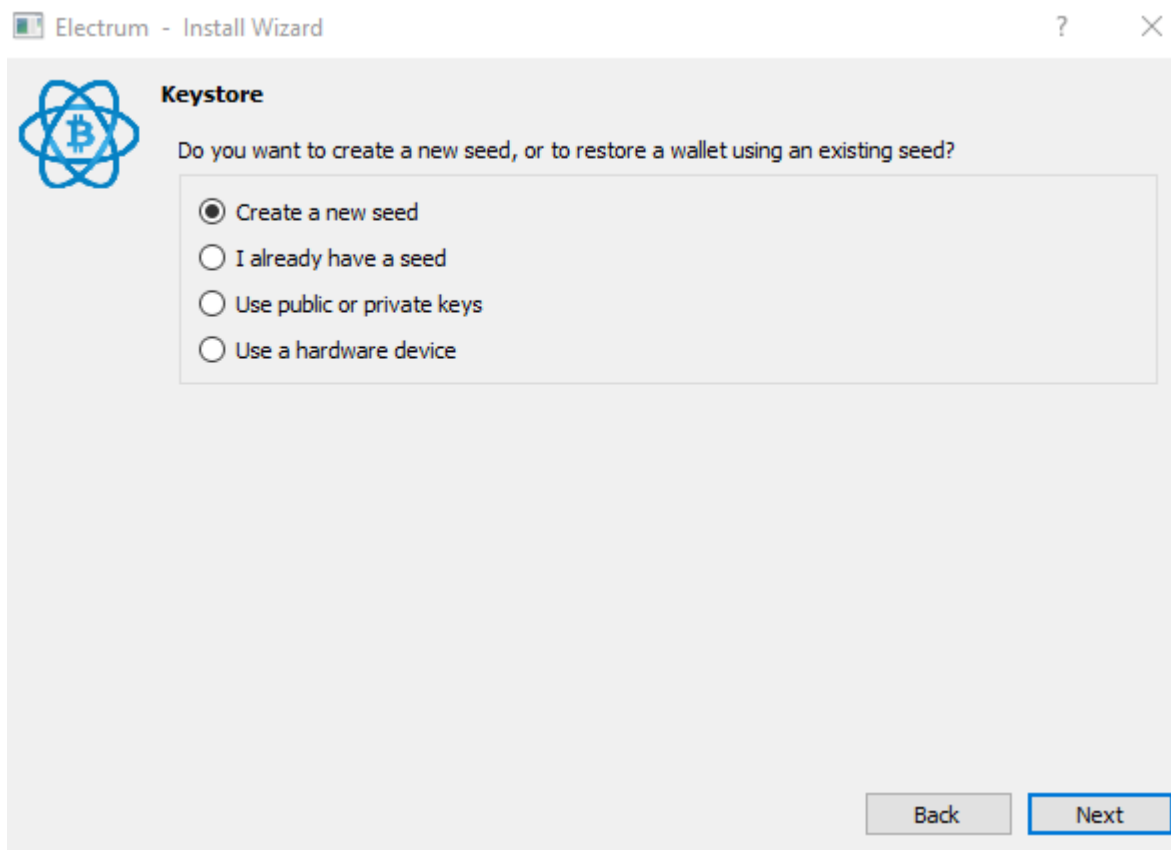 Electrum - Install Wizard
Keystore
Do you want to create a new seed, or to restore a wallet using an existing seed?
Create a new seed
I already have a seed
Use public or private keys
Use a hardware device
Back Next